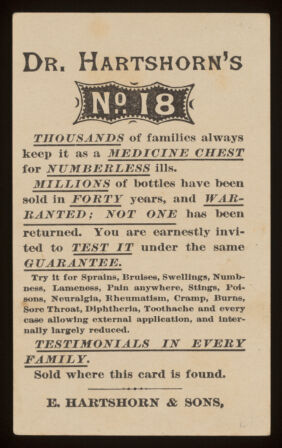 DR. HARTSHORN'S
No. 18
THOUSANDS of families always
keep it as a MEDICINE CHEST
for NUMBERLESS ills.
MILLIONS of bottles have been
sold in FORTY years, and WAR-
RANTED; NOT ONE has been
returned. You are earnestly invi-
ted to TEST IT under the same
GUARANTEE.
Try it for Sprains, Bruises, Swellings, Numb-
ness, Lameness, Pain anywhere, Stings, Poi-
sons, Neuralgia, Rheumatism, Cramp, Burns,
Sore Throat, Diphtheria, Toothache and every
case allowing external application, and inter-
nally largely reduced.
TESTIMONIALS IN EVERY
FAMILY.
Sold where this card is found.
E. HARTSHORN & SONS,